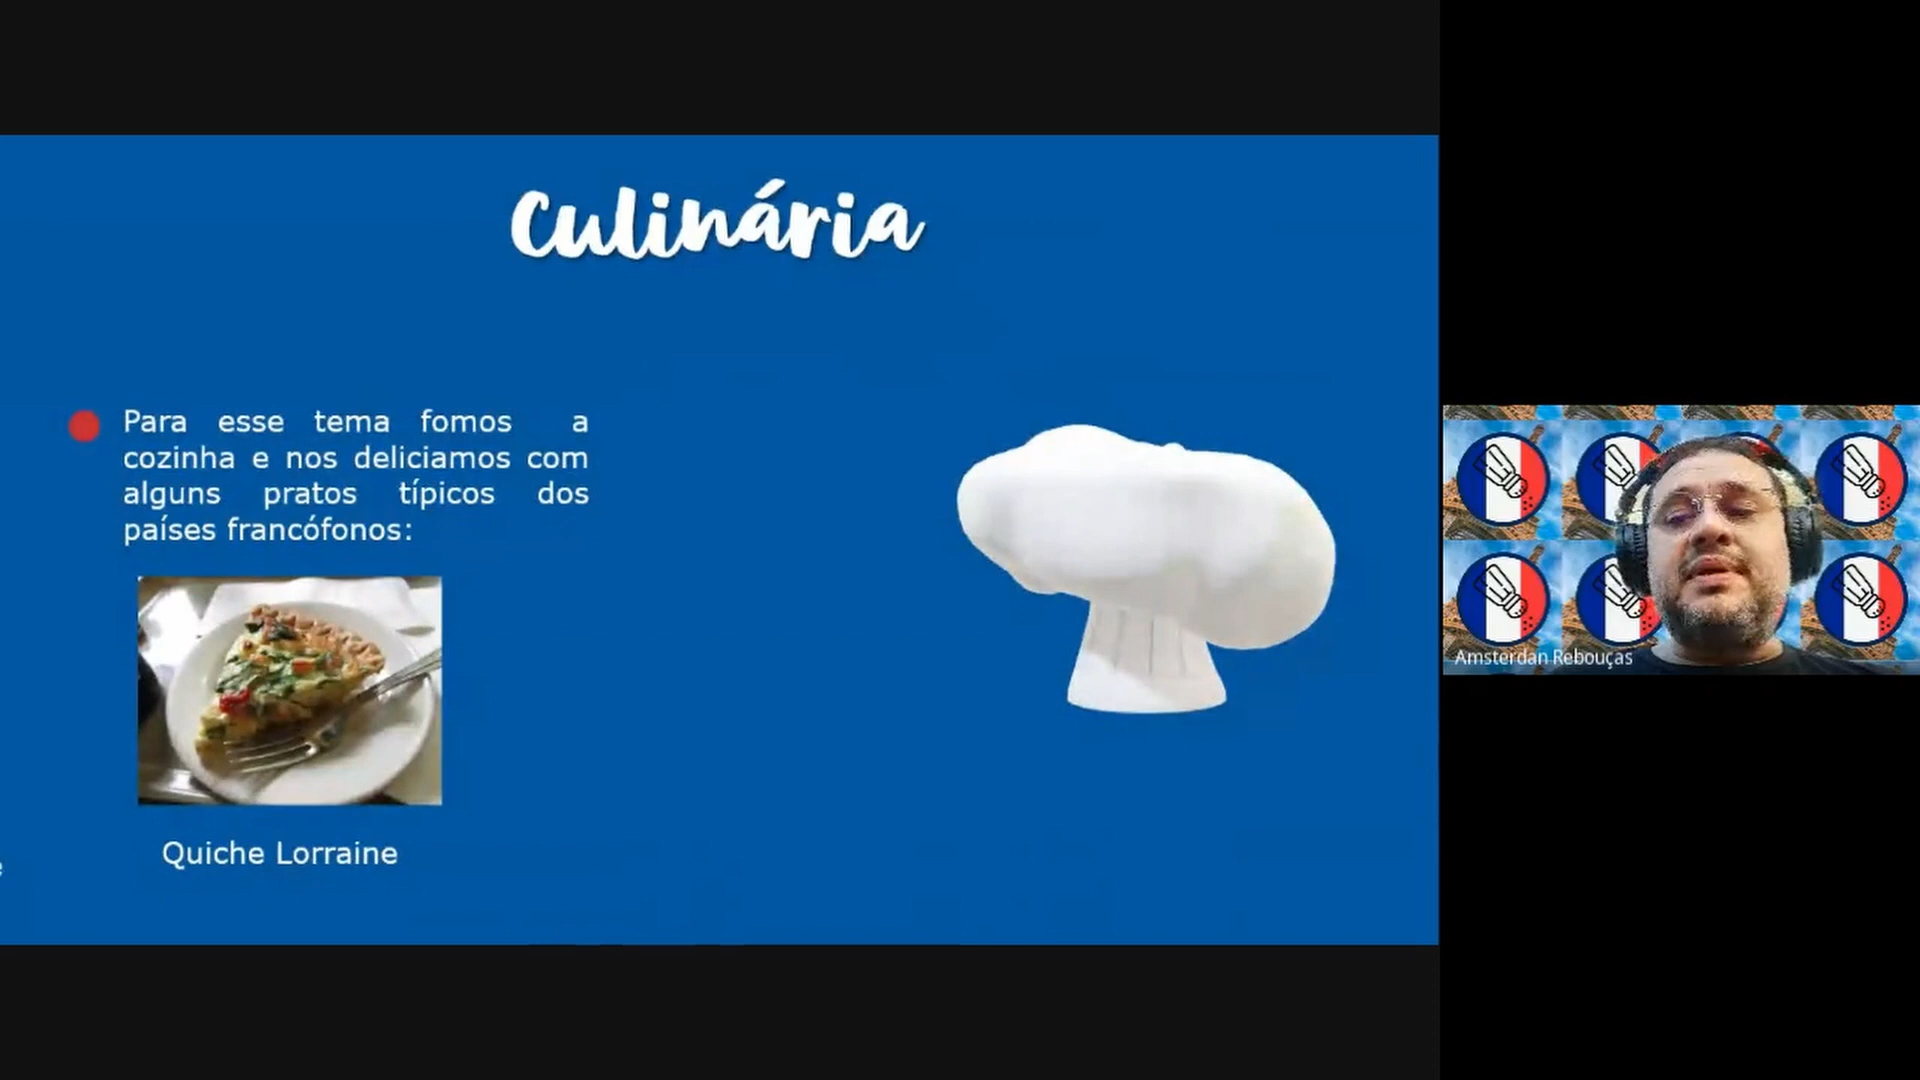 Culinária
Para esse tema fomos a
cozinha e nos deliciamos com
alguns pratos típicos dos
países francófonos:
Quiche Lorraine
Amsterdan Rebouças